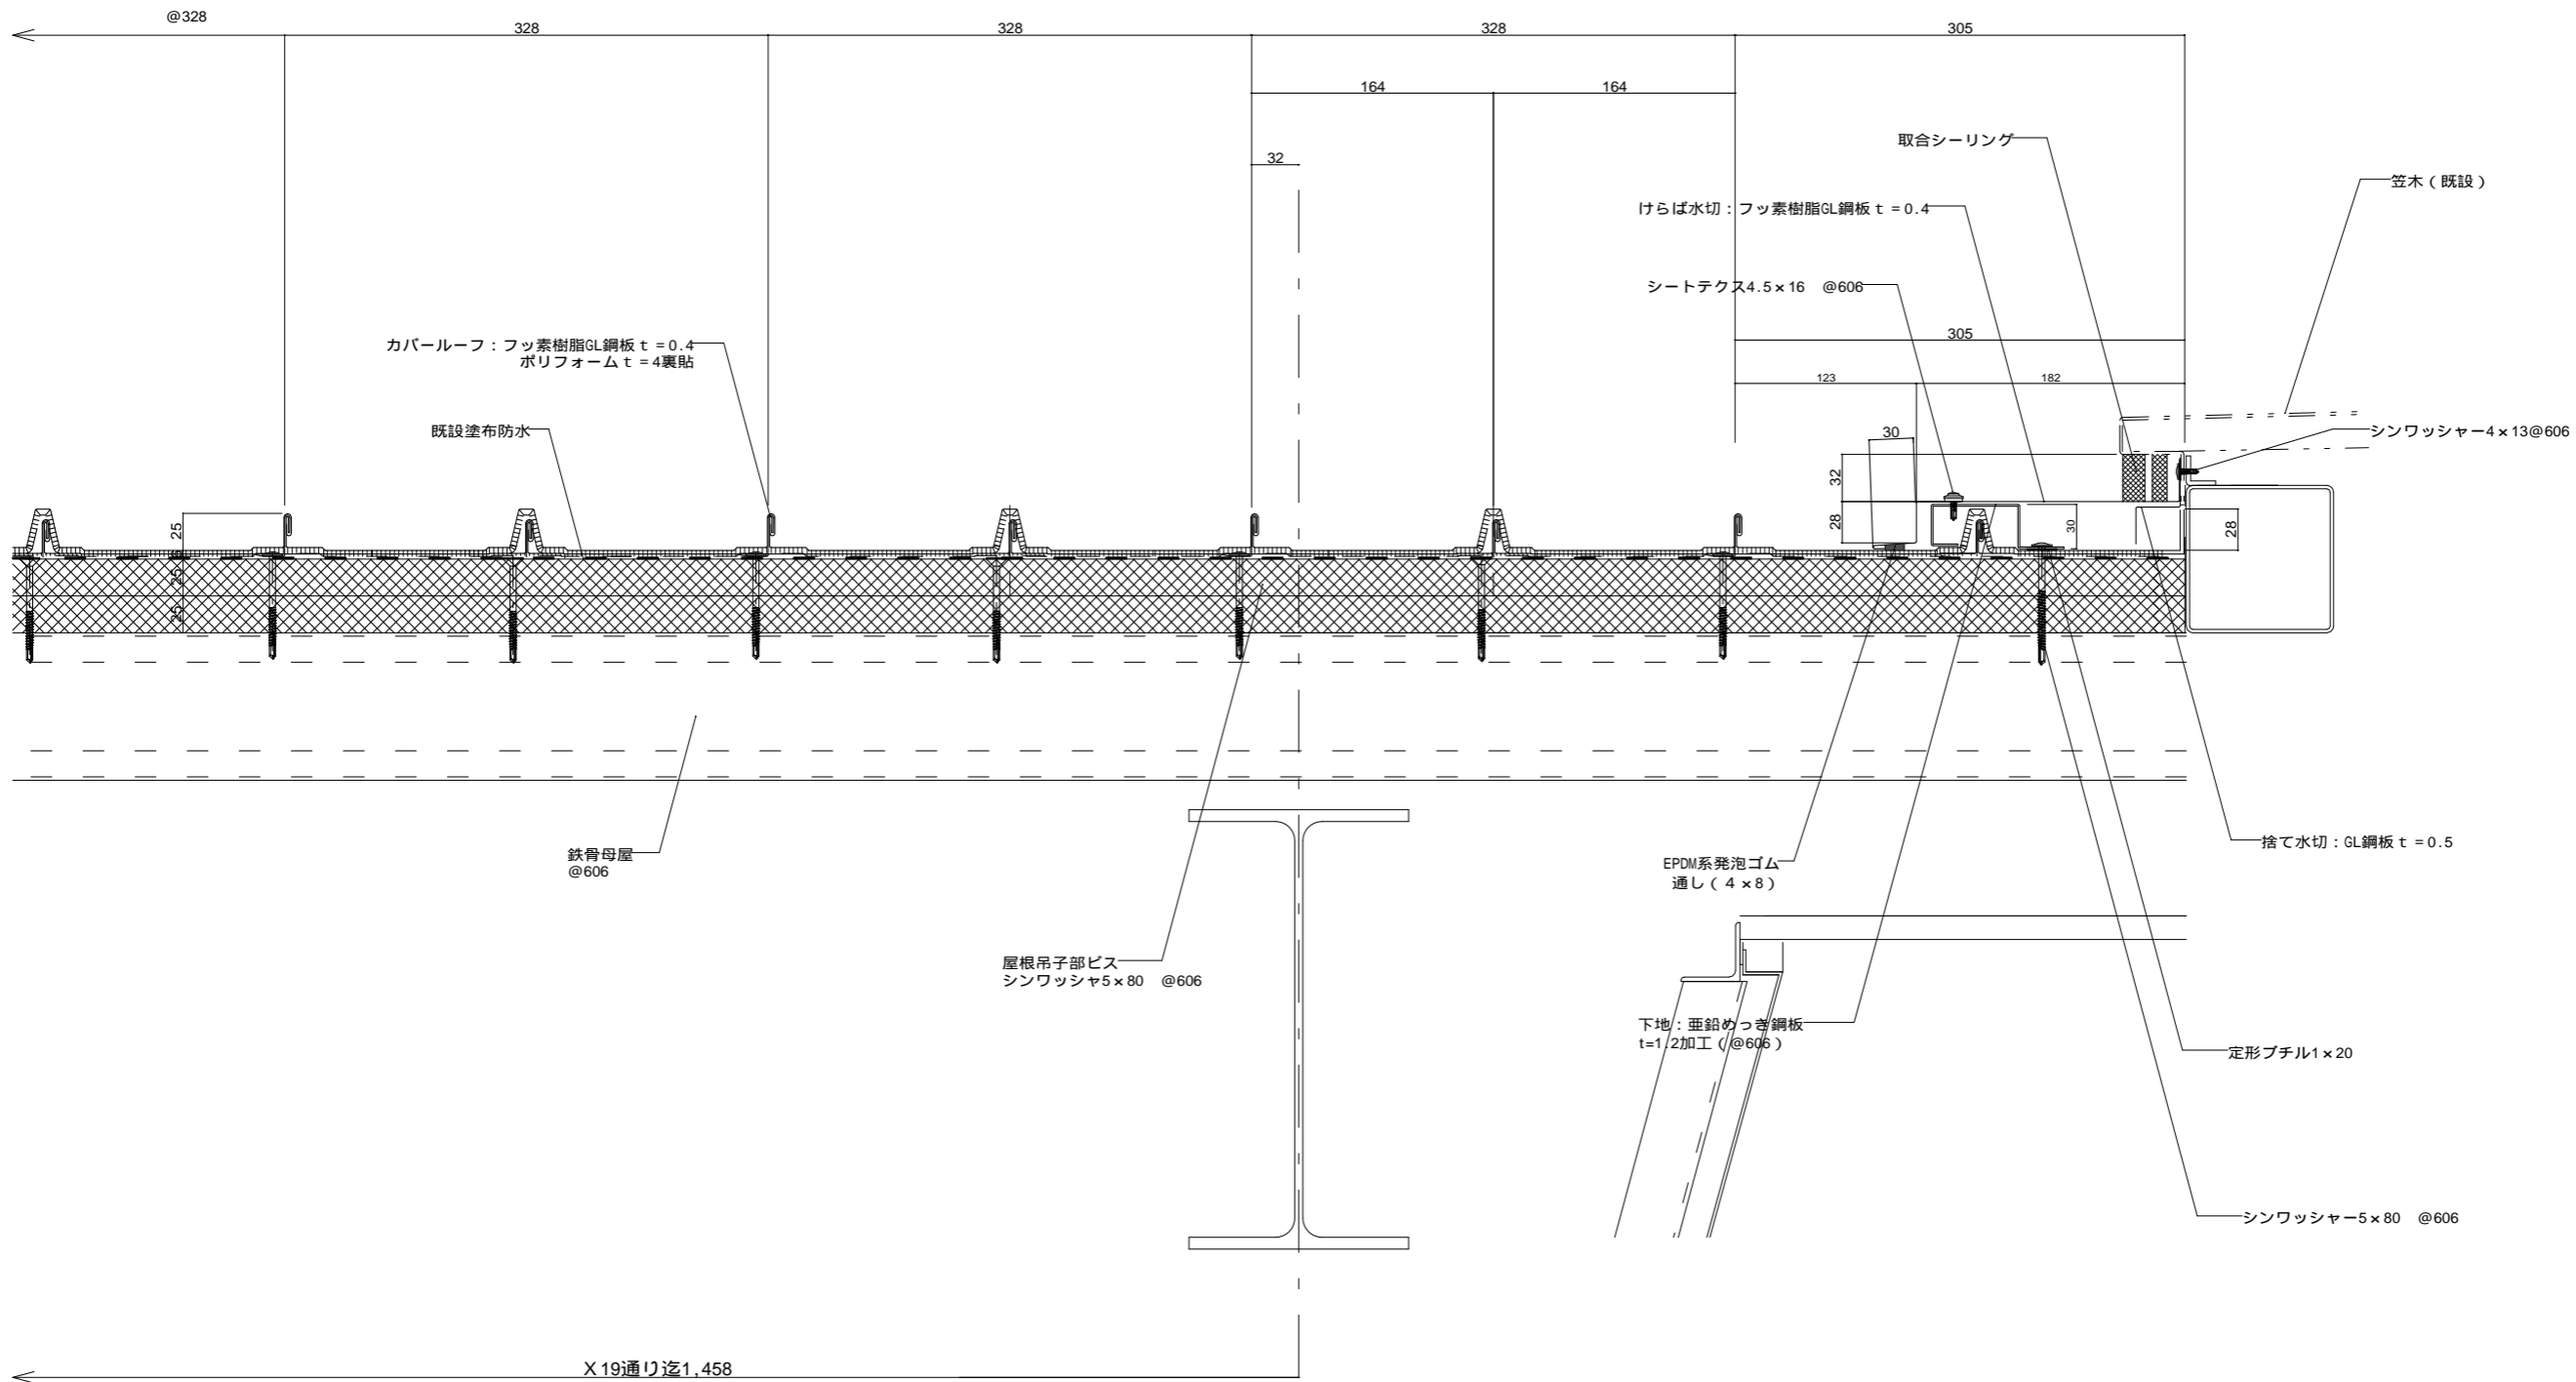 @328
328
328
328
305
164
164
取合シーリング
32
笠木（既設）
けらば水切：フッ素樹脂GL鋼板ｔ=0.4
シートテクス4.5×16　@606
305
カバールーフ：フッ素樹脂GL鋼板ｔ=0.4
ポリフォームｔ=4裏貼
123
182
既設塗布防水
30
シンワッシャー4×13@606
32
25
28
30
28
5
25
25
鉄骨母屋
@606
捨て水切：GL鋼板ｔ=0.5
EPDM系発泡ゴム
通し（４×8）
屋根吊子部ビス
シンワッシャ5×80　@606
下地：亜鉛めっき鋼板
t=1.2加工（@606）
定形ブチル1×20
シンワッシャー5×80　@606
Ｘ19通り迄1,458